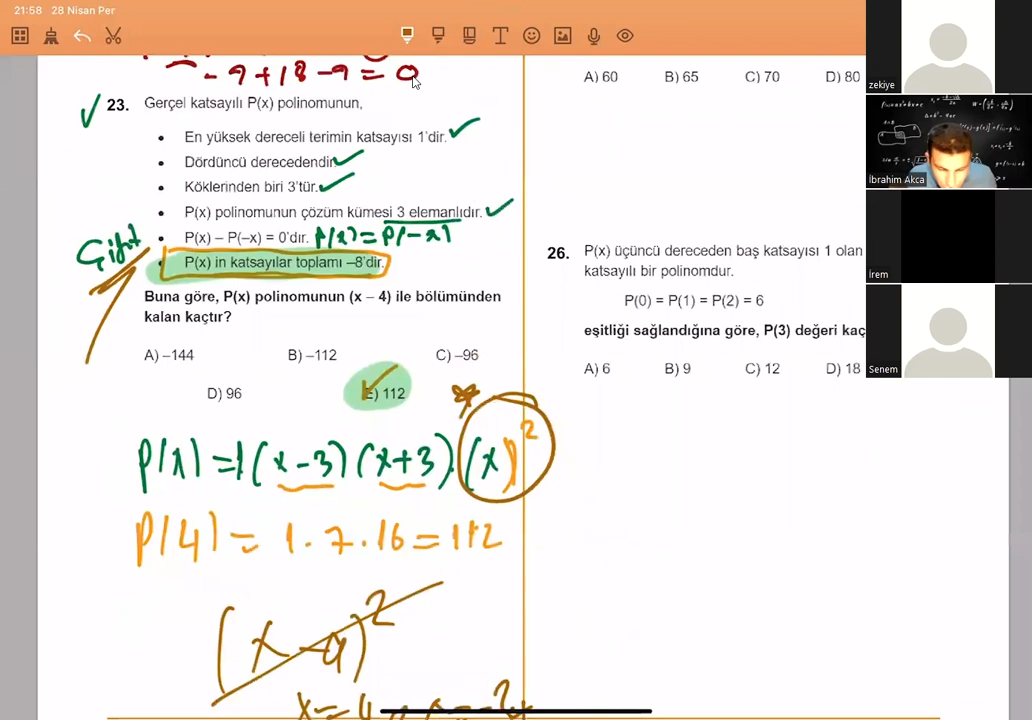 21:58 28 Nisan Pzr
- 9 + 18 - 9 = 0
23. Gerçel katsayılı P(x) polinomunun,
• En yüksek dereceli terimin katsayısı 1'dir.
• Dördüncü derecedendir
• Köklerinden biri 3'tür.
• P(x) polinomunun çözüm kümesi 3 elemanlıdır.
• P(x) – P(–x) = 0'dır. P(x) = P(-x)
Çift
• P(x) in katsayılar toplamı –8'dir.
Buna göre, P(x) polinomunun (x – 4) ile bölümünden
kalan kaçtır?
A) –144 B) –112 C) –96
D) 96 E) 112
P(x) = 1(x-3)(x+3).(x)²
P(4) = 1.7.16 = 112
(x-4)²
A) 60 B) 65 C) 70 D) 80
26. P(x) üçüncü dereceden baş katsayısı 1 olan
katsayılı bir polinomdur.
P(0) = P(1) = P(2) = 6
eşitliği sağlandığına göre, P(3) değeri kaç
A) 6 B) 9 C) 12 D) 18
zekiye
İbrahim Akca
İrem
Senem